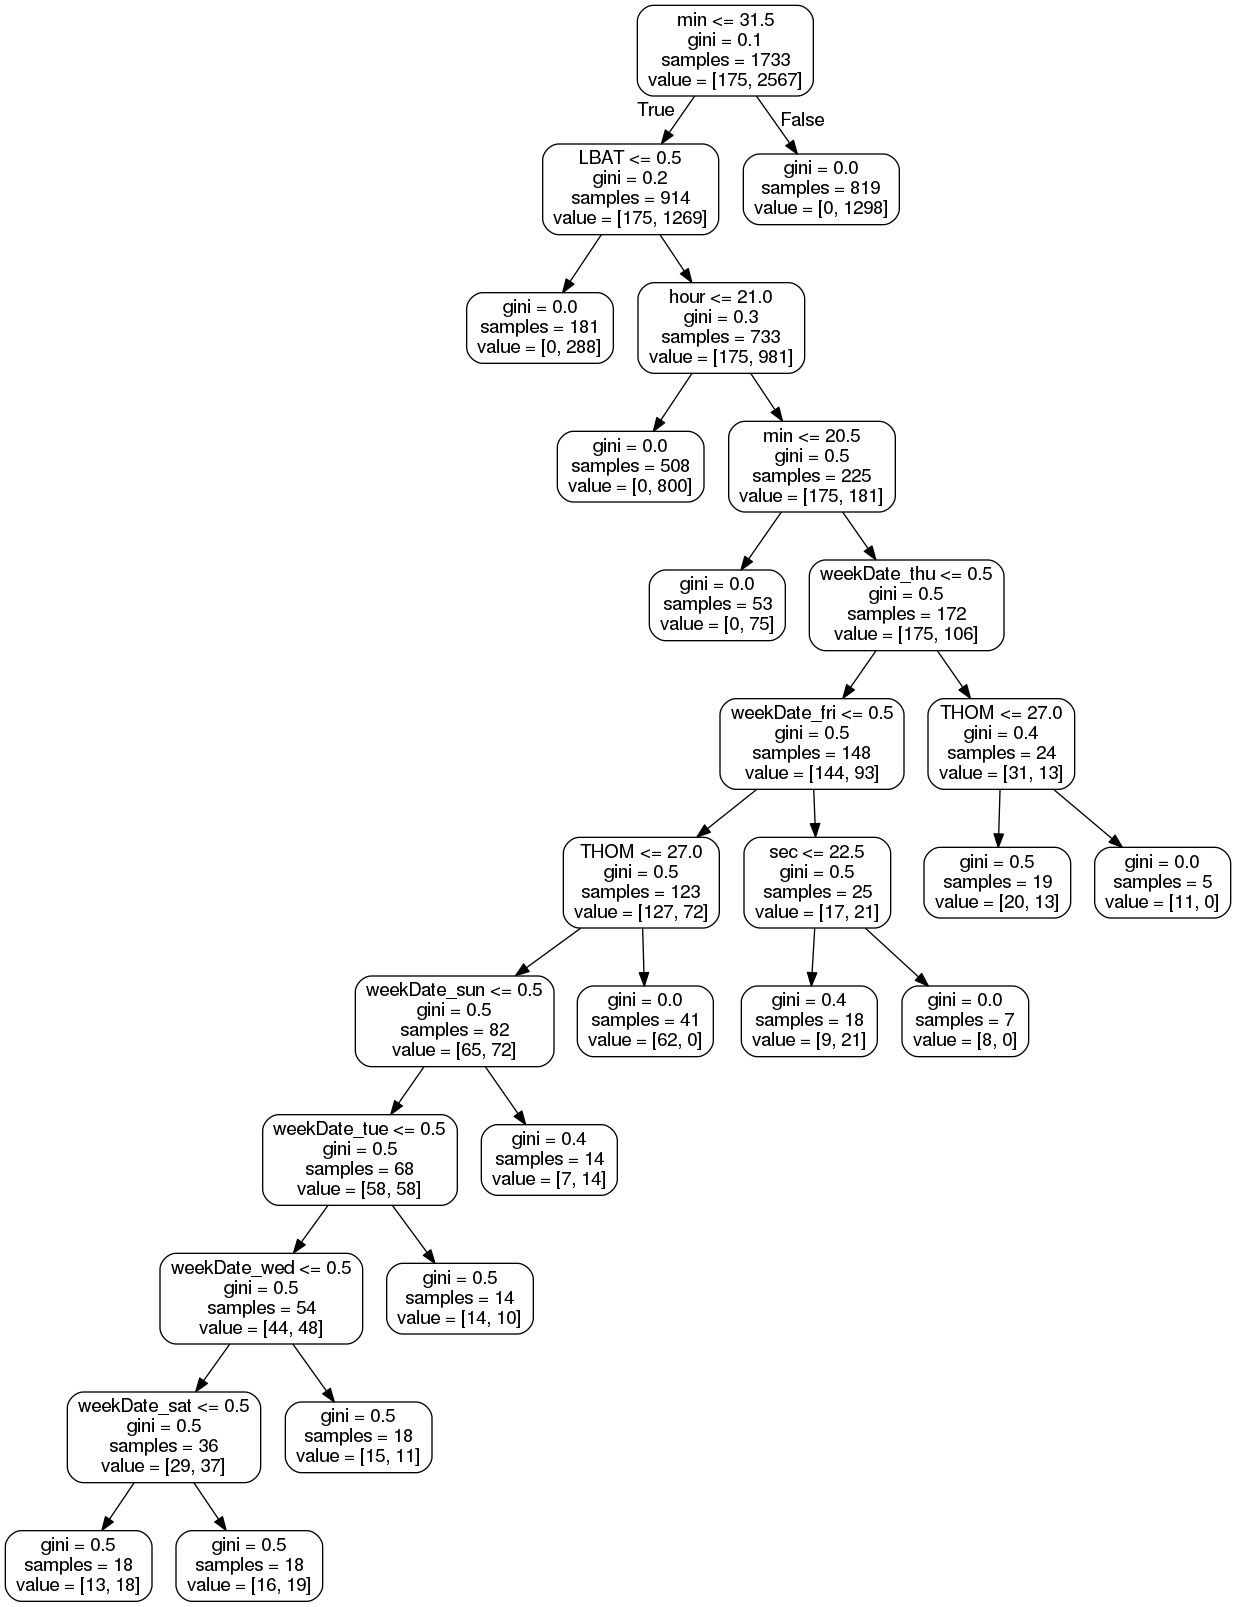 min <= 31.5
gini = 0.1
samples = 1733
value = [175, 2567]
True
False
LBAT <= 0.5
gini = 0.2
samples = 914
value = [175, 1269]
gini = 0.0
samples = 819
value = [0, 1298]
gini = 0.0
samples = 181
value = [0, 288]
hour <= 21.0
gini = 0.3
samples = 733
value = [175, 981]
gini = 0.0
samples = 508
value = [0, 800]
min <= 20.5
gini = 0.5
samples = 225
value = [175, 181]
gini = 0.0
samples = 53
value = [0, 75]
weekDate_thu <= 0.5
gini = 0.5
samples = 172
value = [175, 106]
weekDate_fri <= 0.5
gini = 0.5
samples = 148
value = [144, 93]
THOM <= 27.0
gini = 0.4
samples = 24
value = [31, 13]
THOM <= 27.0
gini = 0.5
samples = 123
value = [127, 72]
sec <= 22.5
gini = 0.5
samples = 25
value = [17, 21]
gini = 0.5
samples = 19
value = [20, 13]
gini = 0.0
samples = 5
value = [11, 0]
weekDate_sun <= 0.5
gini = 0.5
samples = 82
value = [65, 72]
gini = 0.0
samples = 41
value = [62, 0]
gini = 0.4
samples = 18
value = [9, 21]
gini = 0.0
samples = 7
value = [8, 0]
weekDate_tue <= 0.5
gini = 0.5
samples = 68
value = [58, 58]
gini = 0.4
samples = 14
value = [7, 14]
weekDate_wed <= 0.5
gini = 0.5
samples = 54
value = [44, 48]
gini = 0.5
samples = 14
value = [14, 10]
weekDate_sat <= 0.5
gini = 0.5
samples = 36
value = [29, 37]
gini = 0.5
samples = 18
value = [15, 11]
gini = 0.5
samples = 18
value = [13, 18]
gini = 0.5
samples = 18
value = [16, 19]